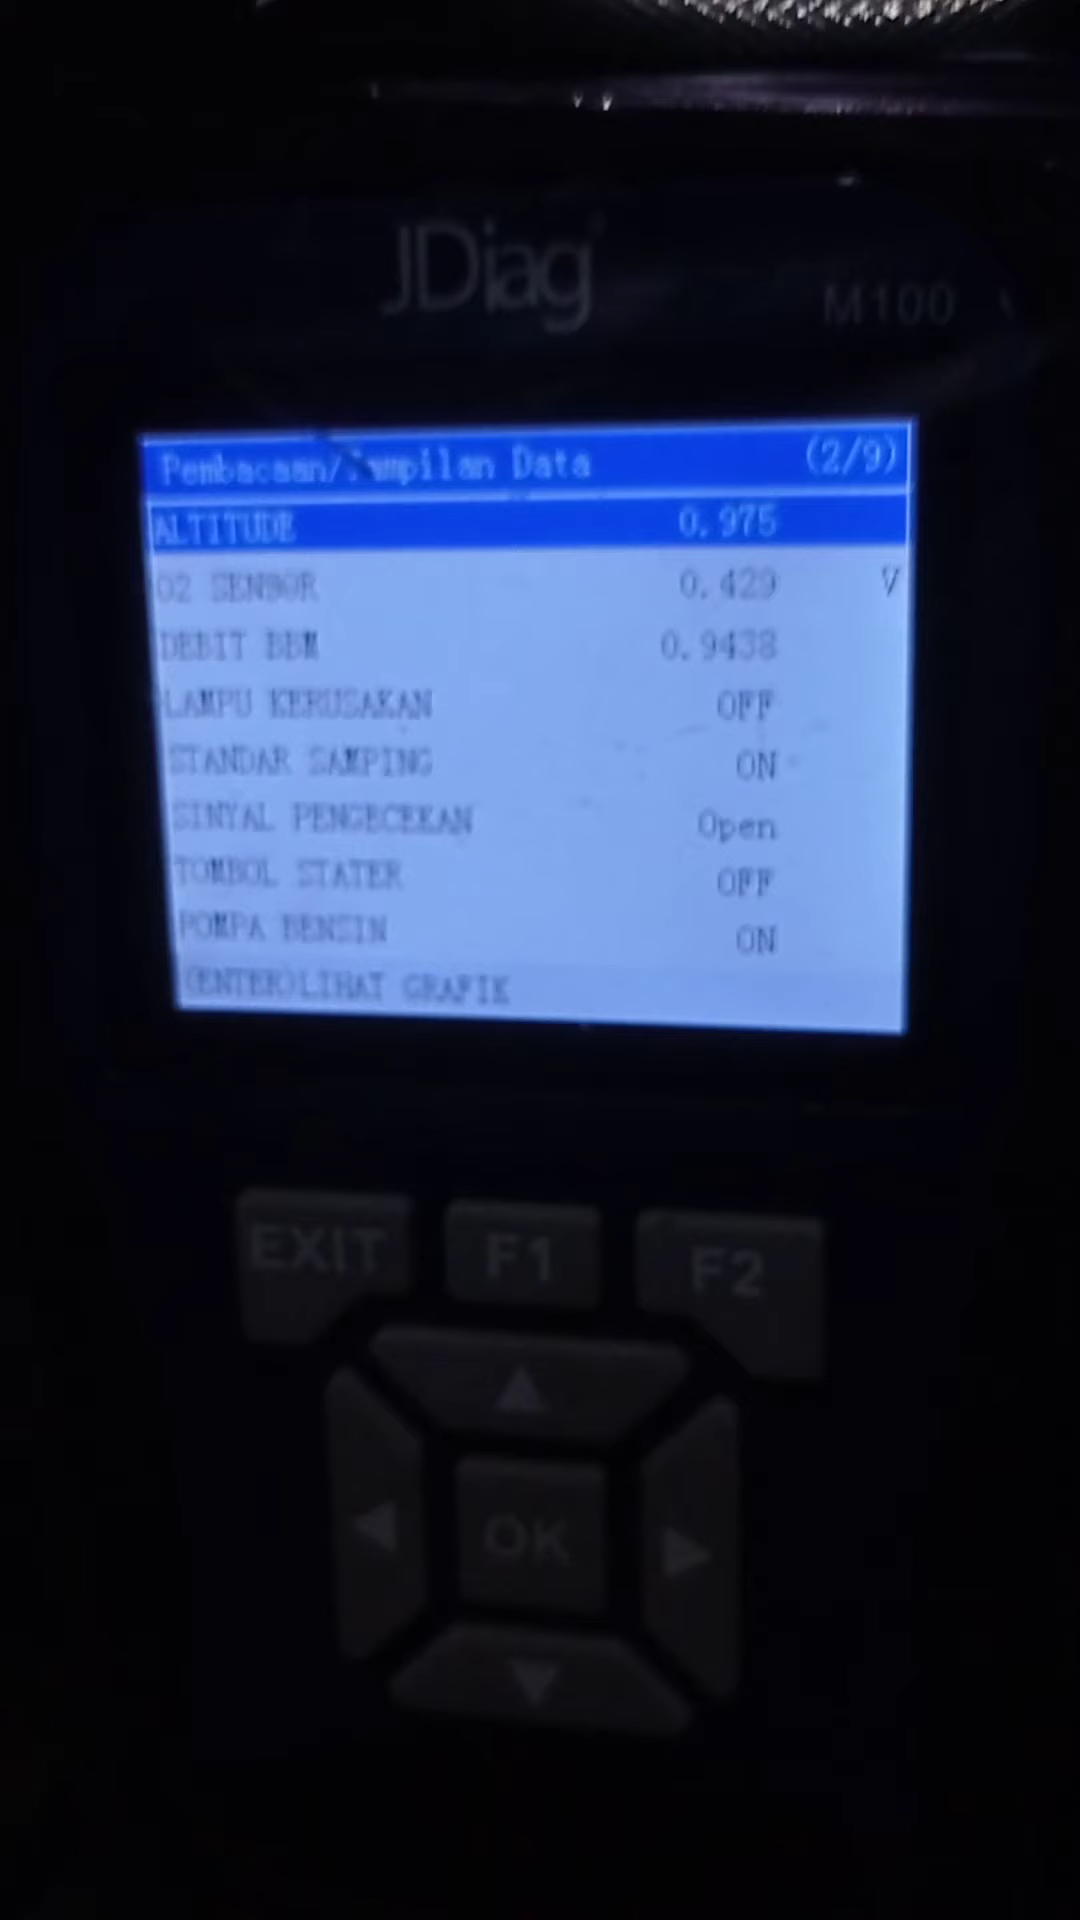 JDiag
M100
Pembacaan/Tampilan Data (2/9)
ALTITUDE 0.975
O2 SENSOR 0.429 V
DEBIT BBM 0.9438
LAMPU KERUSAKAN OFF
STANDAR SAMPING ON
SINYAL PENGECEKAN Open
TOMBOL STATER OFF
POMPA BENSIN ON
(ENTER)LIHAT GRAFIK
EXIT F1 F2
OK